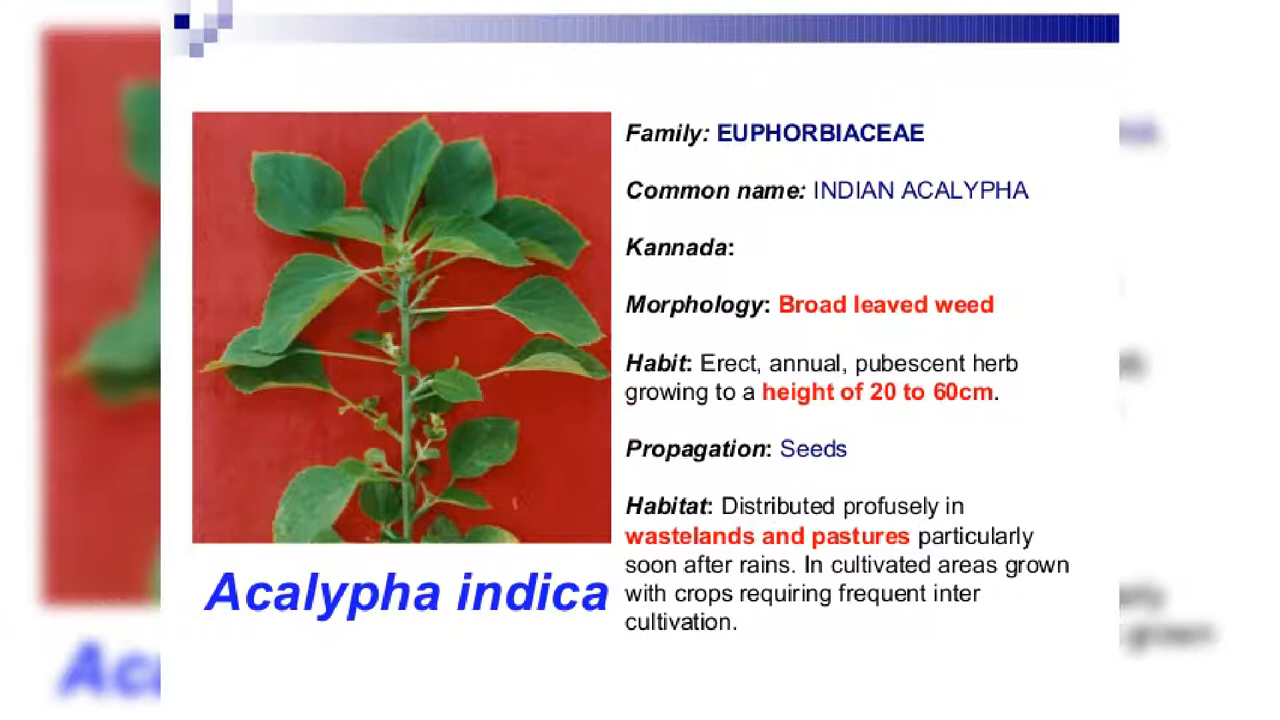 Family: EUPHORBIACEAE
Common name: INDIAN ACALYPHA
Kannada:
Morphology: Broad leaved weed
Habit: Erect, annual, pubescent herb
growing to a height of 20 to 60cm.
Propagation: Seeds
Habitat: Distributed profusely in
wastelands and pastures particularly
soon after rains. In cultivated areas grown
with crops requiring frequent inter
cultivation.
Acalypha indica